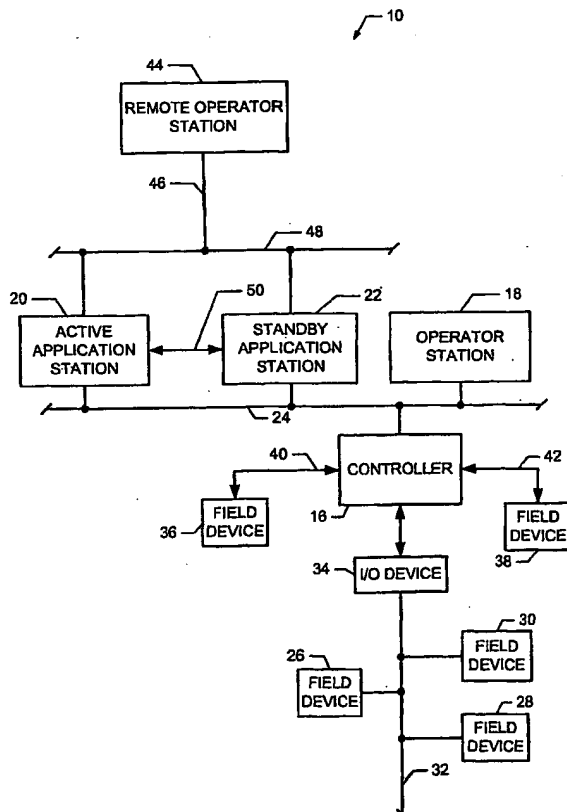 10
44
REMOTE OPERATOR
STATION
46
48
20
50
22
18
ACTIVE
APPLICATION
STATION
STANDBY
APPLICATION
STATION
OPERATOR
STATION
24
40
42
CONTROLLER
FIELD
DEVICE
36
16
FIELD
DEVICE
38
34
I/O DEVICE
30
26
FIELD
DEVICE
FIELD
DEVICE
28
FIELD
DEVICE
32